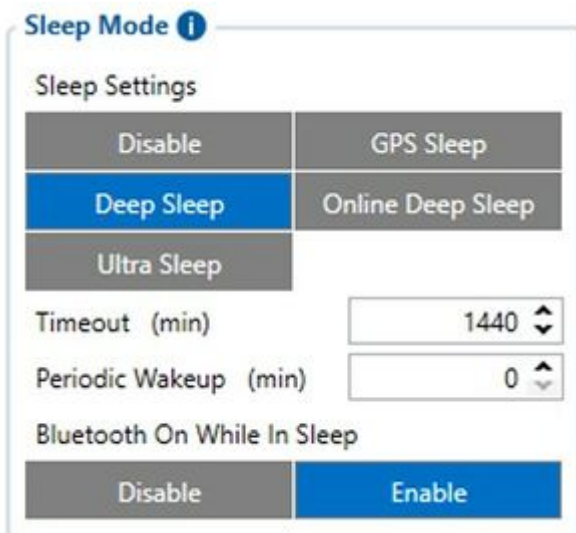 Sleep Mode i
Sleep Settings
Disable GPS Sleep
Deep Sleep Online Deep Sleep
Ultra Sleep
Timeout (min) 1440
Periodic Wakeup (min) 0
Bluetooth On While In Sleep
Disable Enable